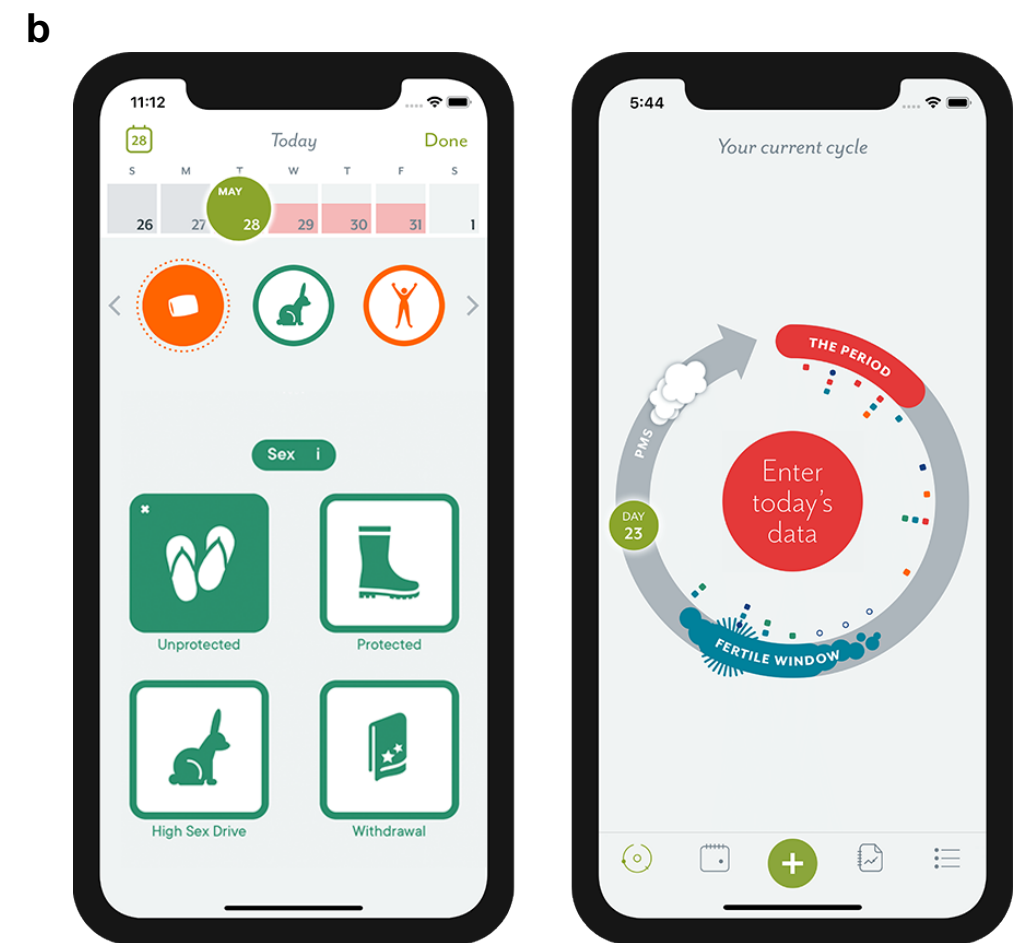 b
11:12
28
Today
Done
S M T W T F S
MAY
26 27 28 29 30 31 1
Sex i
Unprotected
Protected
High Sex Drive
Withdrawal
5:44
Your current cycle
THE PERIOD
PMS
Enter
today's
data
DAY
23
FERTILE WINDOW
+